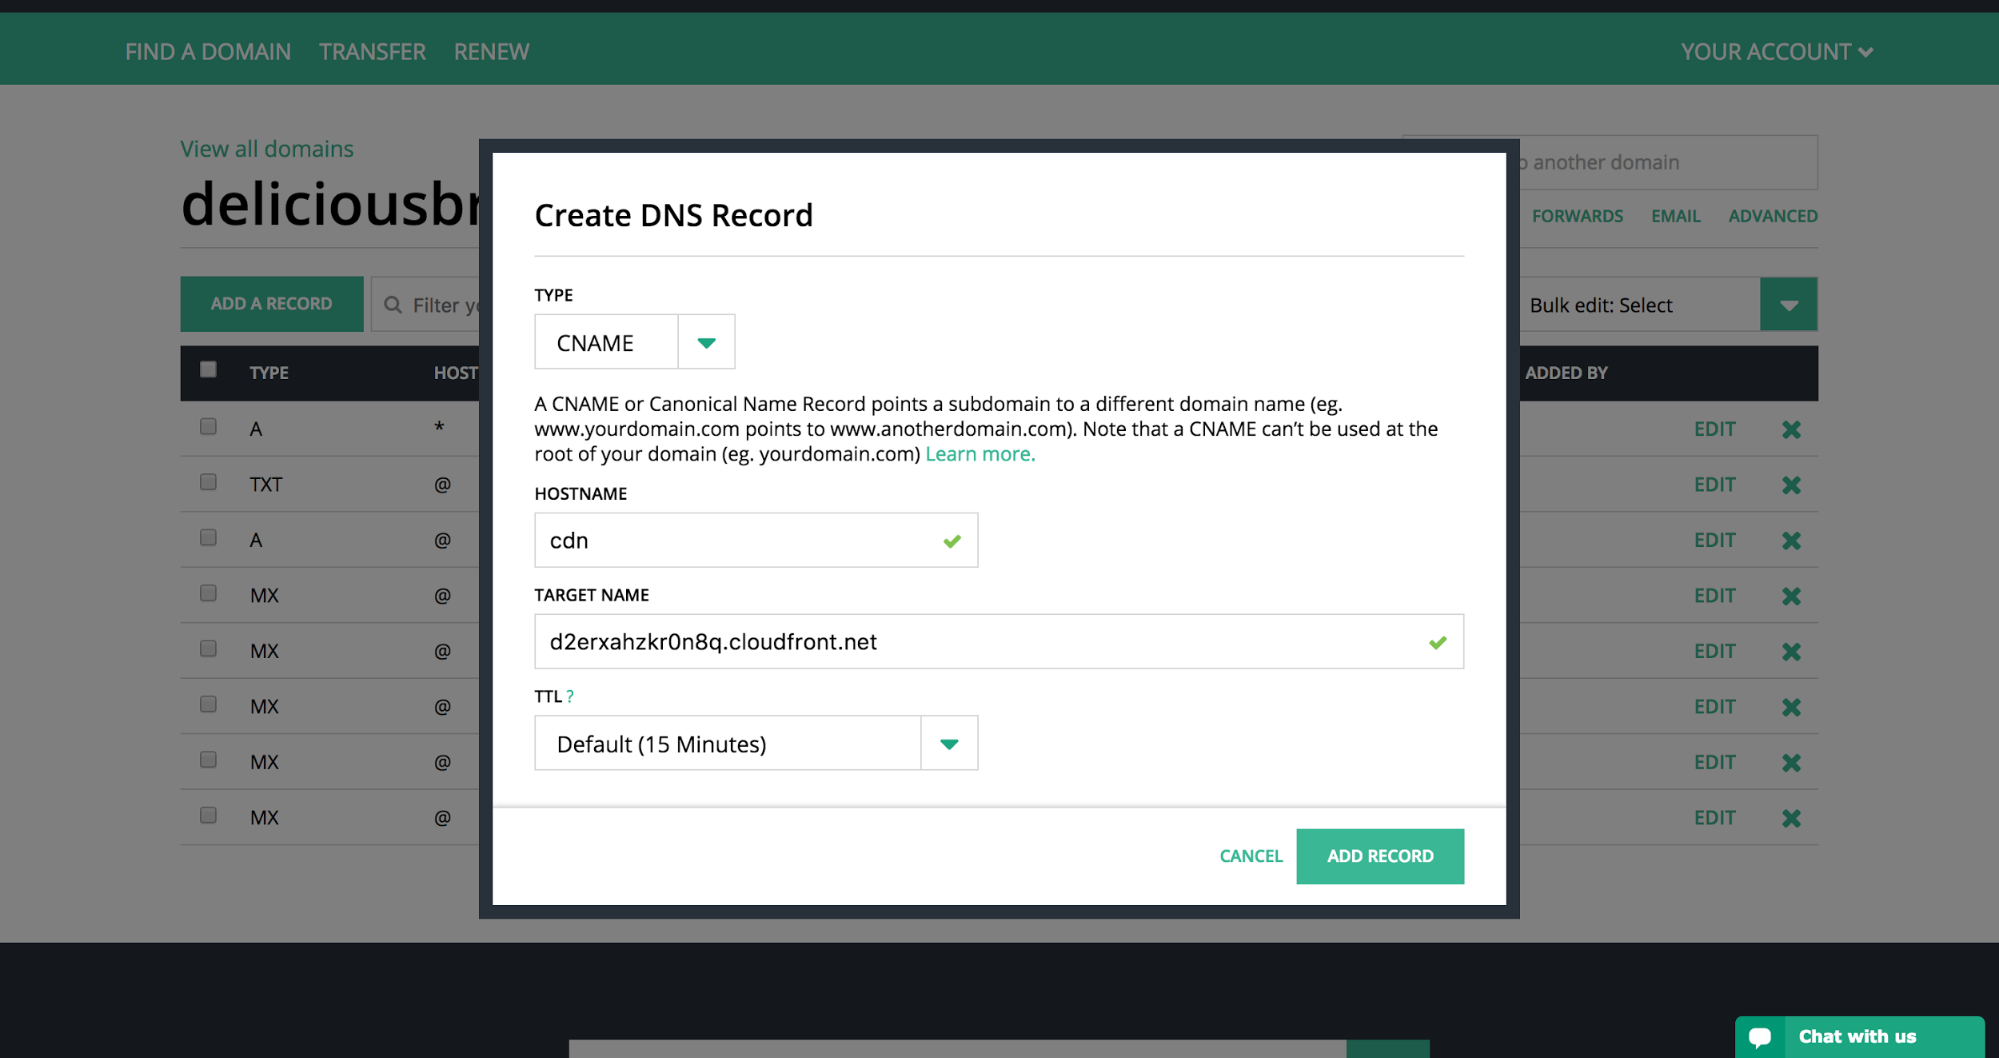 FIND A DOMAIN TRANSFER RENEW YOUR ACCOUNT
View all domains
deliciousbr
another domain
FORWARDS EMAIL ADVANCED
ADD A RECORD Filter Bulk edit: Select
TYPE HOST ADDED BY
A * EDIT
TXT @ EDIT
A @ EDIT
MX @ EDIT
MX @ EDIT
MX @ EDIT
MX @ EDIT
MX @ EDIT
Create DNS Record
TYPE
CNAME
A CNAME or Canonical Name Record points a subdomain to a different domain name (eg.
www.yourdomain.com points to www.anotherdomain.com). Note that a CNAME can't be used at the
root of your domain (eg. yourdomain.com) Learn more.
HOSTNAME
cdn
TARGET NAME
d2erxahzkr0n8q.cloudfront.net
TTL ?
Default (15 Minutes)
CANCEL ADD RECORD
Chat with us